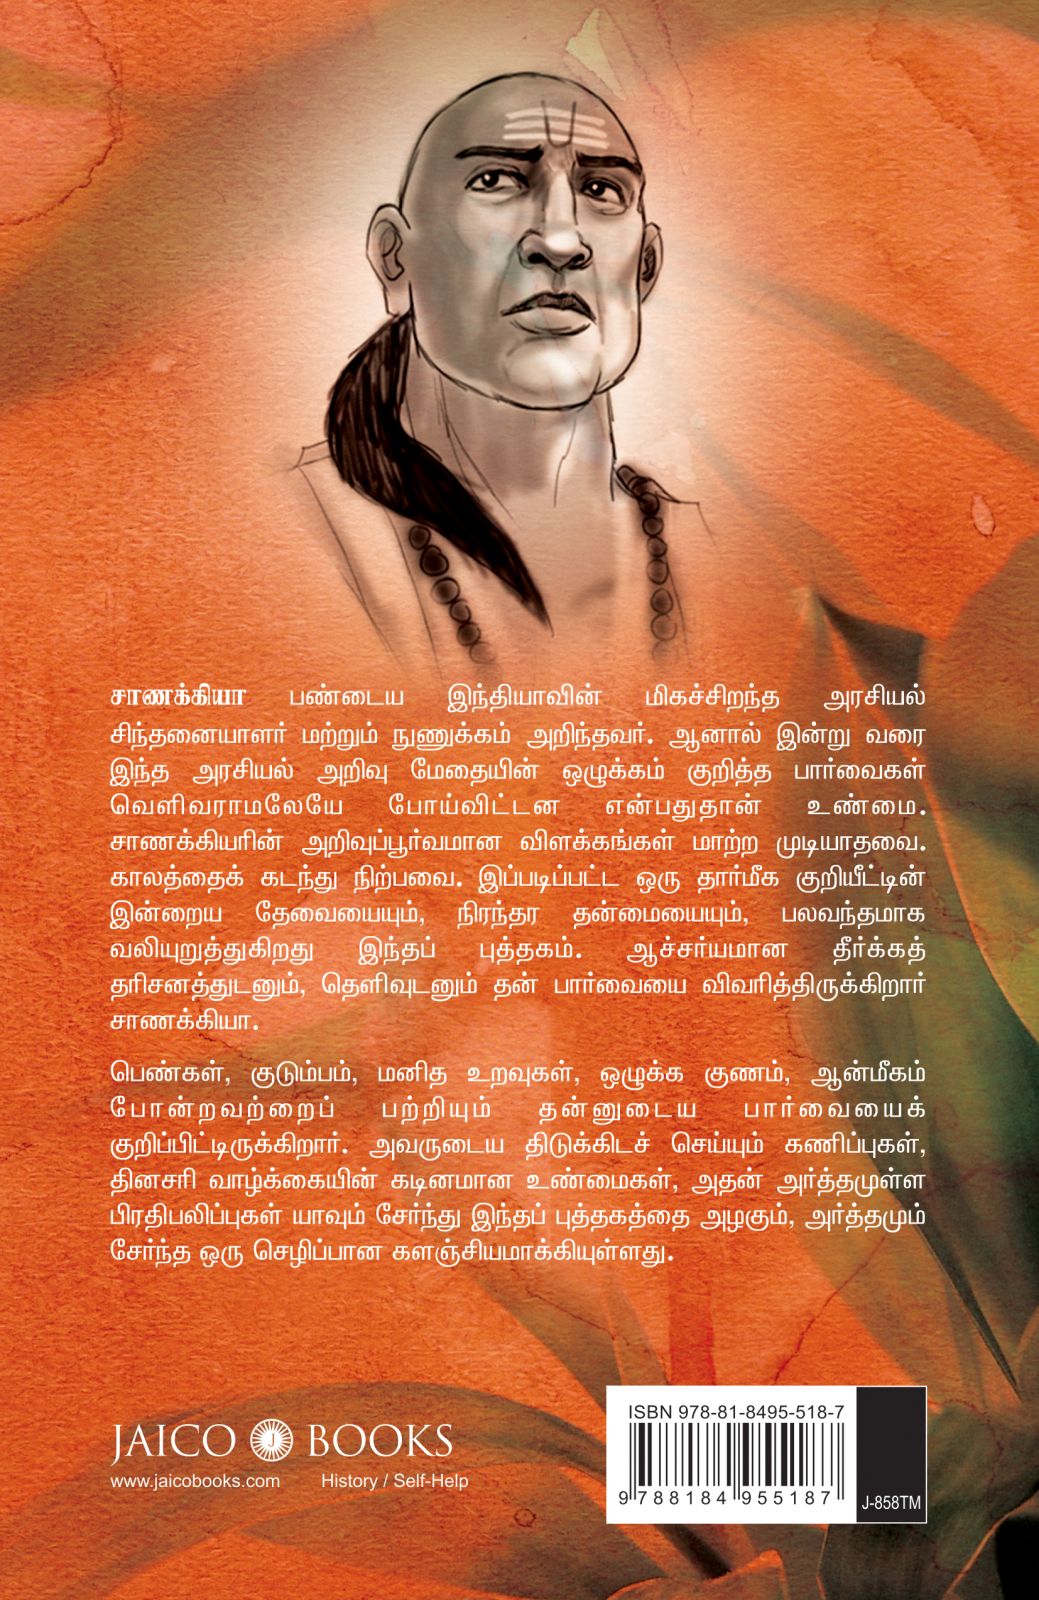 சாணக்கியா பண்டைய இந்தியாவின் மிகச்சிறந்த அரசியல்
சிந்தனையாளர் மற்றும் நுணுக்கம் அறிந்தவர். ஆனால் இன்று வரை
இந்த அரசியல் அறிவு மேதையின் ஒழுக்கம் குறித்த பார்வைகள்
வெளிவராமலேயே போய்விட்டன என்பதுதான் உண்மை.
சாணக்கியரின் அறிவுப்பூர்வமான விளக்கங்கள் மாற்ற முடியாதவை.
காலத்தைக் கடந்து நிற்பவை. இப்படிப்பட்ட ஒரு தார்மீக குறியீட்டின்
இன்றைய தேவையையும், நிரந்தர தன்மையையும், பலவந்தமாக
வலியுறுத்துகிறது இந்தப் புத்தகம். ஆச்சர்யமான தீர்க்கத்
தரிசனத்துடனும், தெளிவுடனும் தன் பார்வையை விவரித்திருக்கிறார்
சாணக்கியா.
பெண்கள், குடும்பம், மனித உறவுகள், ஒழுக்க குணம், ஆன்மீகம்
போன்றவற்றைப் பற்றியும் தன்னுடைய பார்வையைக்
குறிப்பிட்டிருக்கிறார். அவருடைய திடுக்கிடச் செய்யும் கணிப்புகள்,
தினசரி வாழ்க்கையின் கடினமான உண்மைகள், அதன் அர்த்தமுள்ள
பிரதிபலிப்புகள் யாவும் சேர்ந்து இந்தப் புத்தகத்தை அழகும், அர்த்தமும்
சேர்ந்த ஒரு செழிப்பான களஞ்சியமாக்கியுள்ளது.
JAICO J BOOKS
www.jaicobooks.com History / Self-Help
ISBN 978-81-8495-518-7
9 788184 955187
J-858TM